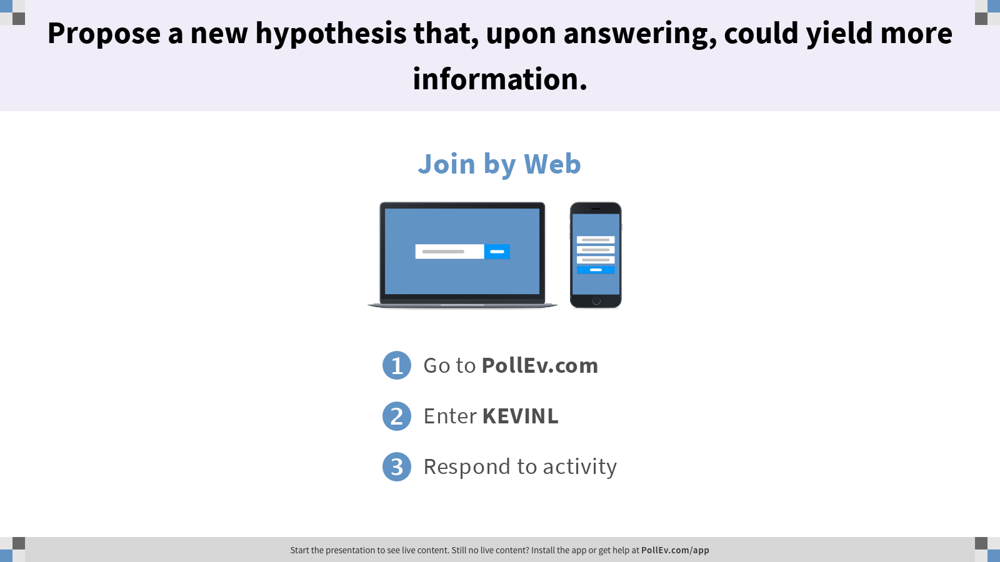 Propose a new hypothesis that, upon answering, could yield more
information.
Join by Web
1 Go to PollEv.com
2 Enter KEVINL
3 Respond to activity
Start the presentation to see live content. Still no live content? Install the app or get help at PollEv.com/app